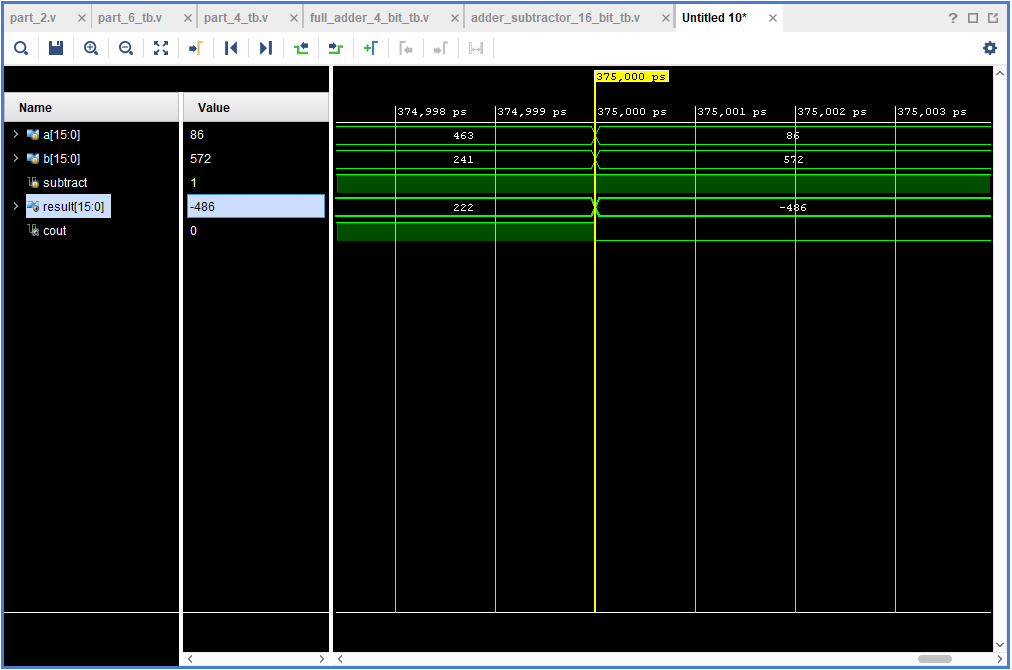 part_2.v part_6_tb.v part_4_tb.v full_adder_4_bit_tb.v adder_subtractor_16_bit_tb.v Untitled 10* ?
375,000 ps
Name Value 374,998 ps 374,999 ps 375,000 ps 375,001 ps 375,002 ps 375,003 ps
a[15:0] 86 463 86
b[15:0] 572 241 572
subtract 1
result[15:0] -486 222 -486
cout 0